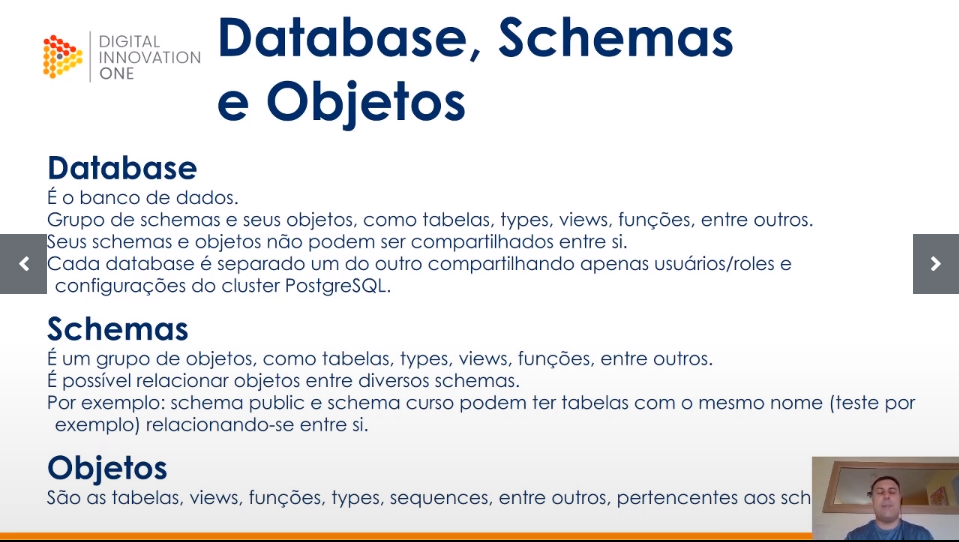 DIGITAL
INNOVATION
ONE
Database, Schemas
e Objetos
Database
É o banco de dados.
Grupo de schemas e seus objetos, como tabelas, types, views, funções, entre outros.
Seus schemas e objetos não podem ser compartilhados entre si.
Cada database é separado um do outro compartilhando apenas usuários/roles e
configurações do cluster PostgreSQL.
Schemas
É um grupo de objetos, como tabelas, types, views, funções, entre outros.
É possível relacionar objetos entre diversos schemas.
Por exemplo: schema public e schema curso podem ter tabelas com o mesmo nome (teste por
exemplo) relacionando-se entre si.
Objetos
São as tabelas, views, funções, types, sequences, entre outros, pertencentes aos sch